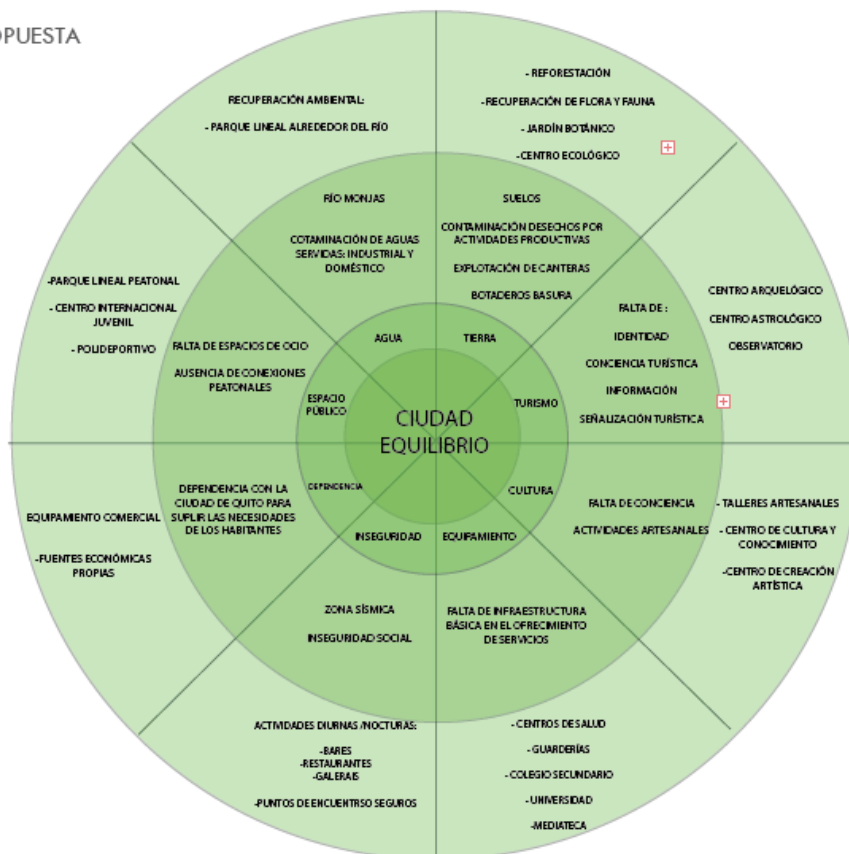 OPUESTA
- REFORESTACIÓN
-RECUPERACIÓN DE FLORA Y FAUNA
- JARDÍN BOTÁNICO
-CENTRO ECOLÓGICO
RECUPERACIÓN AMBIENTAL:
- PARQUE LINEAL ALREDEDOR DEL RÍO
RÍO MONJAS
COTAMINACIÓN DE AGUAS
SERVIDAS: INDUSTRIAL Y
DOMÉSTICO
SUELOS
CONTAMINACIÓN DESECHOS POR
ACTIVIDADES PRODUCTIVAS
EXPLOTACIÓN DE CANTERAS
BOTADEROS BASURA
-PARQUE LINEAL PEATONAL
- CENTRO INTERNACIONAL
JUVENIL
- POLIDEPORTIVO
FALTA DE ESPACIOS DE OCIO
AUSENCIA DE CONEXIONES
PEATONALES
AGUA
TIERRA
FALTA DE :
IDENTIDAD
CONCIENCIA TURÍSTICA
INFORMACIÓN
SEÑALIZACIÓN TURÍSTICA
CENTRO ARQUELÓGICO
CENTRO ASTROLÓGICO
OBSERVATORIO
ESPACIO
PÚBLICO
TURISMO
CIUDAD
EQUILIBRIO
DEPENDENCIA
CULTURA
INSEGURIDAD
EQUIPAMIENTO
EQUIPAMIENTO COMERCIAL
-FUENTES ECONÓMICAS
PROPIAS
DEPENDENCIA CON LA
CIUDAD DE QUITO PARA
SUPLIR LAS NECESIDADES
DE LOS HABITANTES
FALTA DE CONCIENCIA
ACTIVIDADES ARTESANALES
- TALLERES ARTESANALES
- CENTRO DE CULTURA Y
CONOCIMIENTO
-CENTRO DE CREACIÓN
ARTÍSTICA
ZONA SÍSMICA
INSEGURIDAD SOCIAL
FALTA DE INFRAESTRUCTURA
BÁSICA EN EL OFRECIMIENTO
DE SERVICIOS
ACTIVIDADES DIURNAS /NOCTURAS:
-BARES
-RESTAURANTES
-GALERAIS
-PUNTOS DE ENCUENTRSO SEGUROS
- CENTROS DE SALUD
- GUARDERÍAS
- COLEGIO SECUNDARIO
- UNIVERSIDAD
-MEDIATECA